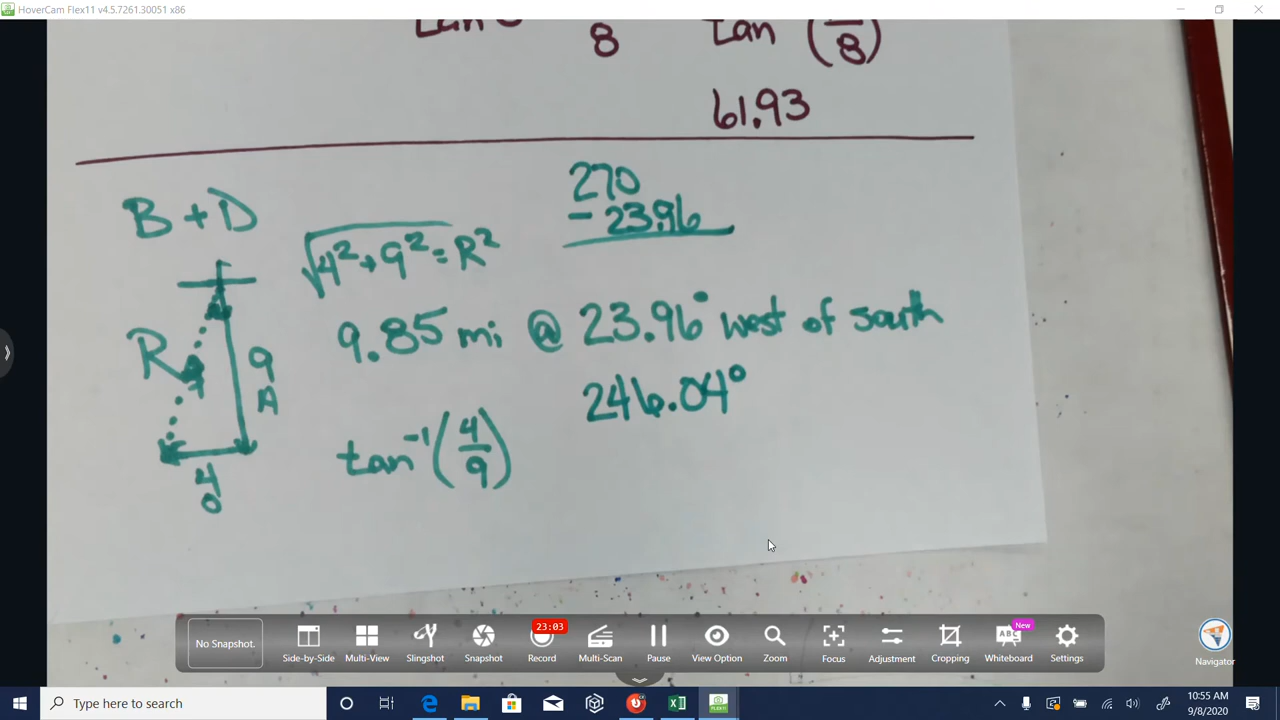 HoverCam Flex11 v4.5.7261.30051 x86
8
tan
(8)
61.93
B + D
√4² + 9² = R²
270
- 23.96
9.85 mi @ 23.96° west of south
246.04°
R
9
A
4
O
tan⁻¹(4/9)
No Snapshot.
Side-by-Side
Multi-View
Slingshot
Snapshot
23:03
Record
Multi-Scan
Pause
View Option
Zoom
Focus
Adjustment
Cropping
New
ABC
Whiteboard
Settings
Navigator
Type here to search
FLEX11
10:55 AM
9/8/2020